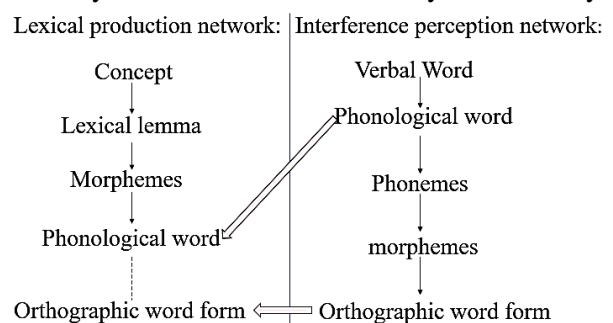 Lexical production network:
Concept
Lexical lemma
Morphemes
Phonological word
Orthographic word form
Interference perception network:
Verbal Word
Phonological word
Phonemes
morphemes
Orthographic word form